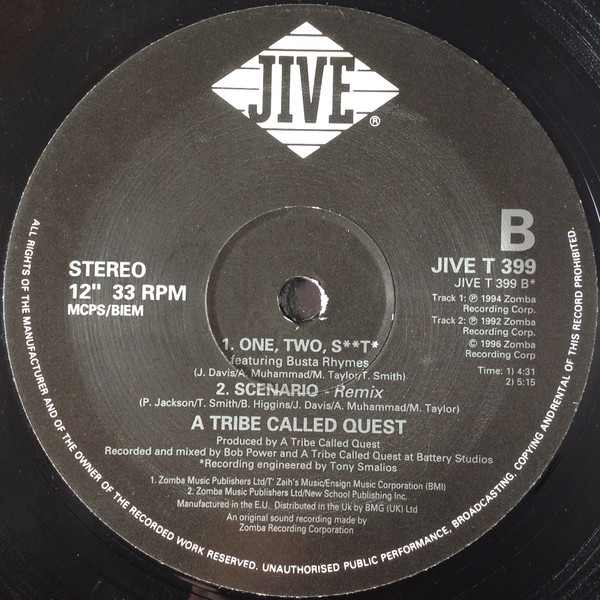 JIVE
®
B
JIVE T 399
JIVE T 399 B*
Track 1: ℗ 1994 Zomba
Recording Corp.
Track 2: ℗ 1992 Zomba
Recording Corp.
© 1996 Zomba
Recording Corp.
Time: 1) 4:31
2) 5:15
STEREO
12" 33 RPM
MCPS/BIEM
1. ONE, TWO, S**T*
featuring Busta Rhymes
(J. Davis/A. Muhammad/M. Taylor/T. Smith)
2. SCENARIO - Remix
(P. Jackson/T. Smith/B. Higgins/J. Davis/A. Muhammad/M. Taylor)
A TRIBE CALLED QUEST
Produced by A Tribe Called Quest
Recorded and mixed by Bob Power and A Tribe Called Quest at Battery Studios
*Recording engineered by Tony Smalios
1. Zomba Music Publishers Ltd/T' Zaih's Music/Ensign Music Corporation (BMI)
2. Zomba Music Publishers Ltd/New School Publishing Inc.
Manufactured in the E.U. Distributed in the Uk by BMG (UK) Ltd
An original sound recording made by
Zomba Recording Corporation
ALL RIGHTS OF THE MANUFACTURER AND OF THE OWNER OF THE RECORDED WORK RESERVED. UNAUTHORISED PUBLIC PERFORMANCE, BROADCASTING, COPYING AND RENTAL OF THIS RECORD PROHIBITED.